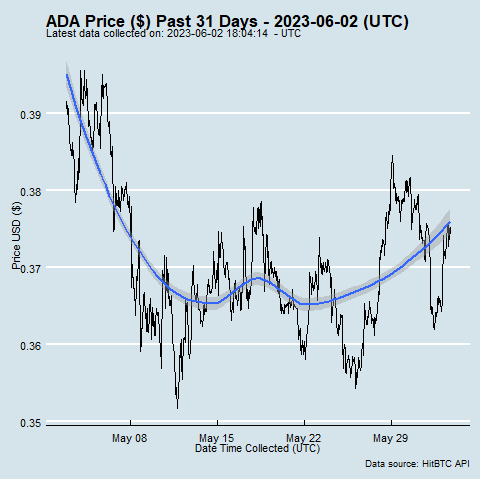 ADA Price ($) Past 31 Days - 2023-06-02 (UTC)
Latest data collected on: 2023-06-02 18:04:14 - UTC
0.39
0.38
0.37
0.36
0.35
Price USD ($)
May 08 May 15 May 22 May 29
Date Time Collected (UTC)
Data source: HitBTC API